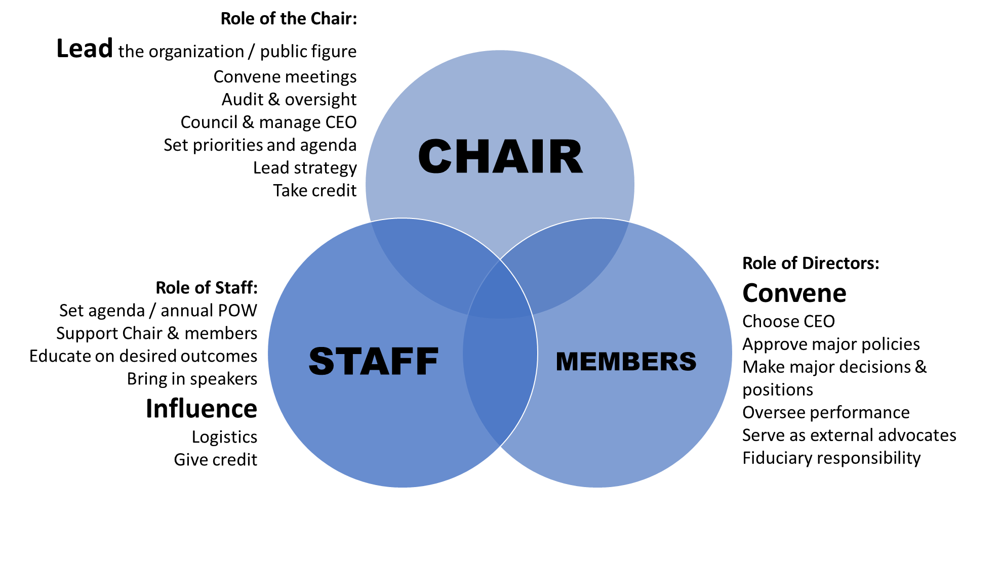 Role of the Chair:
Lead the organization / public figure
Convene meetings
Audit & oversight
Council & manage CEO
Set priorities and agenda
Lead strategy
Take credit
CHAIR
Role of Staff:
Set agenda / annual POW
Support Chair & members
Educate on desired outcomes
Bring in speakers
Influence
Logistics
Give credit
STAFF
MEMBERS
Role of Directors:
Convene
Choose CEO
Approve major policies
Make major decisions &
positions
Oversee performance
Serve as external advocates
Fiduciary responsibility